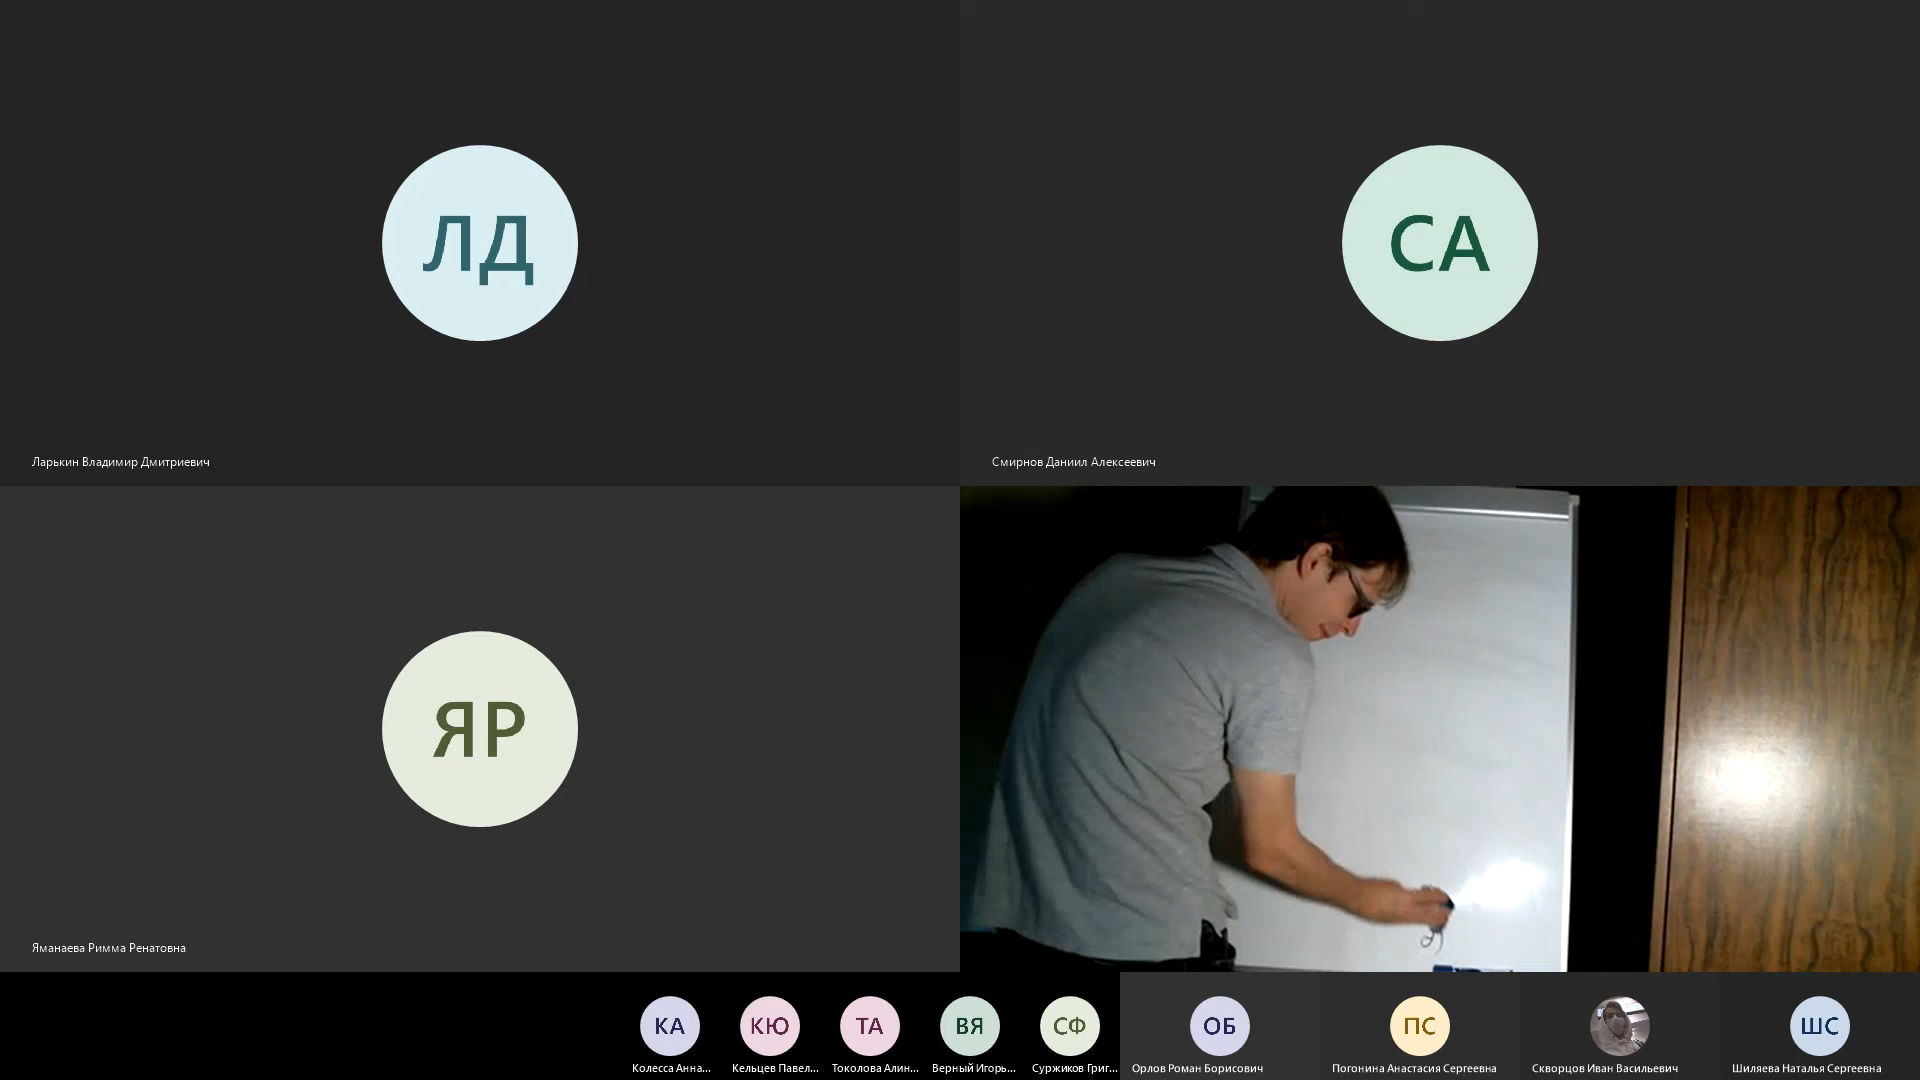 ЛД
Ларькин Владимир Дмитриевич
СА
Смирнов Даниил Алексеевич
ЯР
Яманаева Римма Ренатовна
КА
Колесса Анна...
КЮ
Кельцев Павел...
ТА
Токолова Алин...
ВЯ
Верный Игорь...
СФ
Суржиков Григ...
ОБ
Орлов Роман Борисович
ПС
Погонина Анастасия Сергеевна
Скворцов Иван Васильевич
ШС
Шиляева Наталья Сергеевна